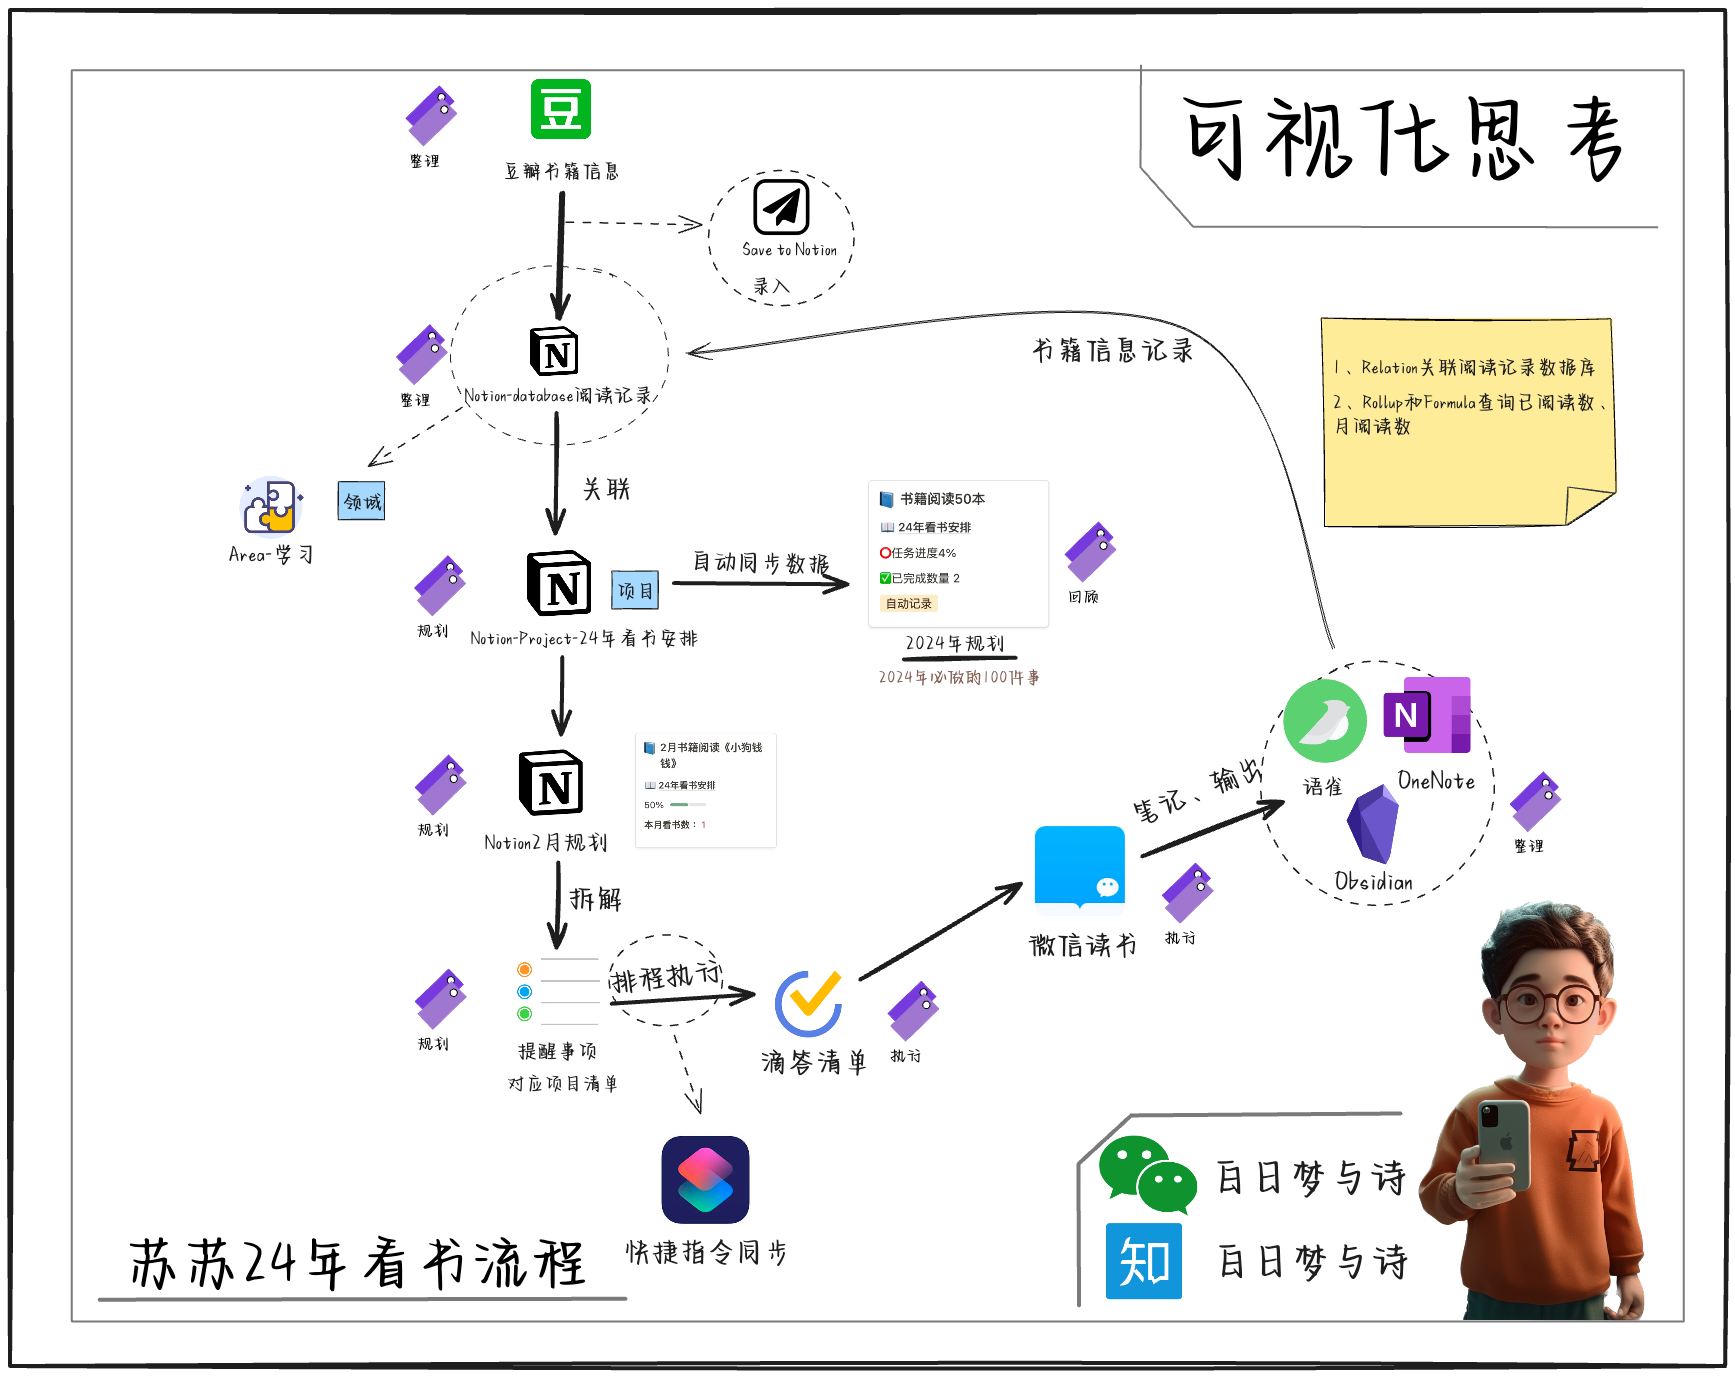 可视化思考
豆
整理
豆瓣书籍信息
Save to Notion
录入
N
整理
Notion-database阅读记录
书籍信息记录
1、Relation关联阅读记录数据库
2、Rollup和Formula查询已阅读数、
月阅读数
关联
领域
Area-学习
N
项目
规划
Notion-Project-24年看书安排
自动同步数据
书籍阅读50本
24年看书安排
任务进度4%
已完成数量 2
自动记录
回顾
2024年规划
2024年必做的100件事
N
规划
Notion2月规划
2月书籍阅读《小狗钱
钱》
24年看书安排
50%
本月看书数： 1
拆解
规划
提醒事项
对应项目清单
排程执行
滴答清单
执行
快捷指令同步
微信读书
执行
笔记、输出
语雀
N
OneNote
Obsidian
整理
苏苏24年看书流程
白日梦与诗
知
白日梦与诗